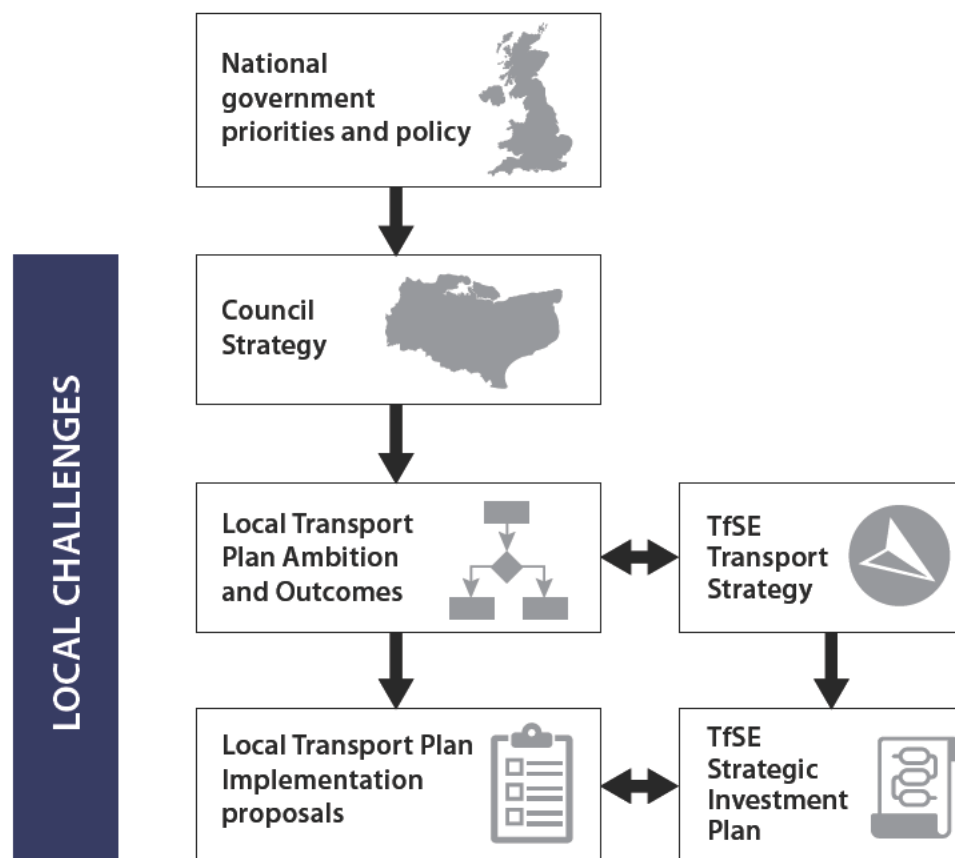 National
government
priorities and policy
LOCAL CHALLENGES
Council
Strategy
Local Transport
Plan Ambition
and Outcomes
TfSE
Transport
Strategy
Local Transport Plan
Implementation
proposals
TfSE
Strategic
Investment
Plan